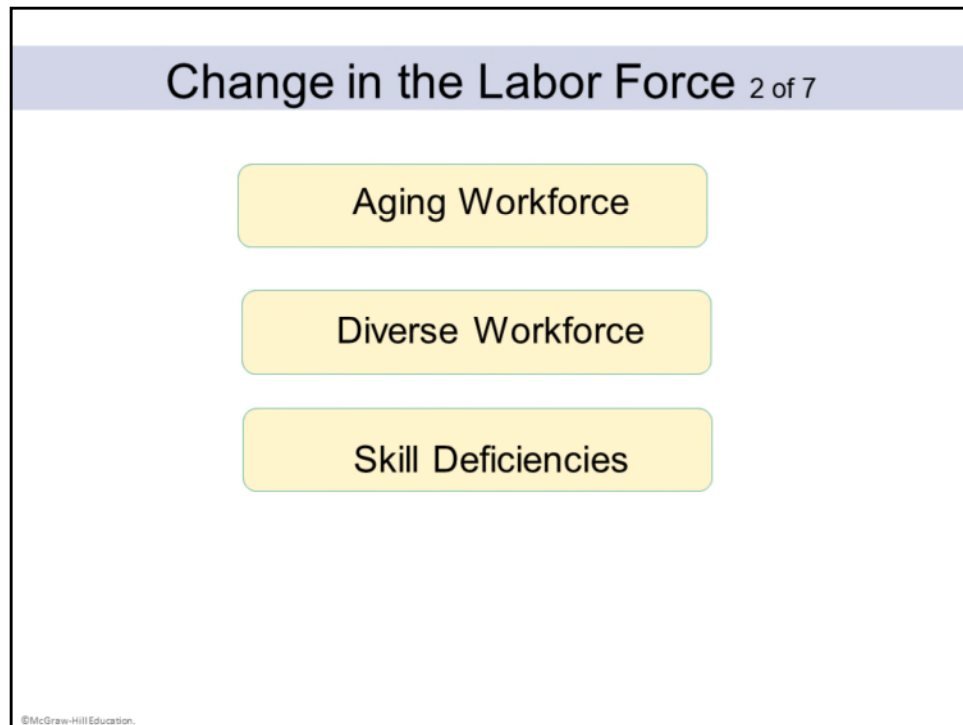 Change in the Labor Force 2 of 7
Aging Workforce
Diverse Workforce
Skill Deficiencies
©McGraw-Hill Education.